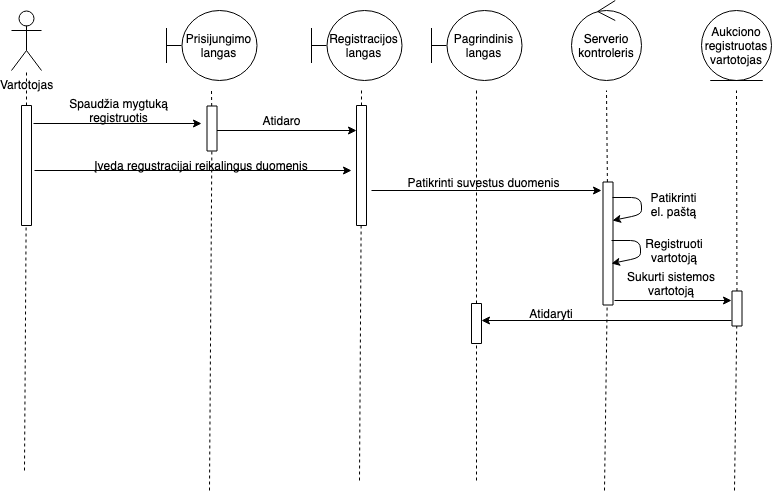 Vartotojas
Prisijungimo
langas
Registracijos
langas
Pagrindinis
langas
Serverio
kontroleris
Aukciono
registruotas
vartotojas
Spaudžia mygtuką
registruotis
Atidaro
Įveda regustracijai reikalingus duomenis
Patikrinti suvestus duomenis
Patikrinti
el. paštą
Registruoti
vartotoją
Sukurti sistemos
vartotoją
Atidaryti